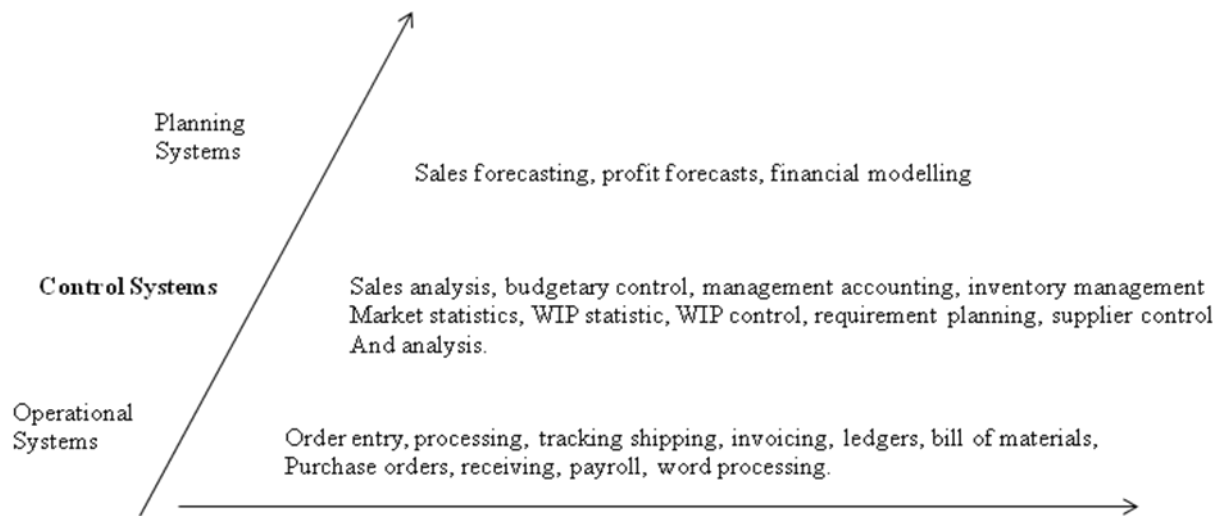 Planning
Systems
Sales forecasting, profit forecasts, financial modelling
Control Systems
Sales analysis, budgetary control, management accounting, inventory management
Market statistics, WIP statistic, WIP control, requirement planning, supplier control
And analysis.
Operational
Systems
Order entry, processing, tracking shipping, invoicing, ledgers, bill of materials,
Purchase orders, receiving, payroll, word processing.